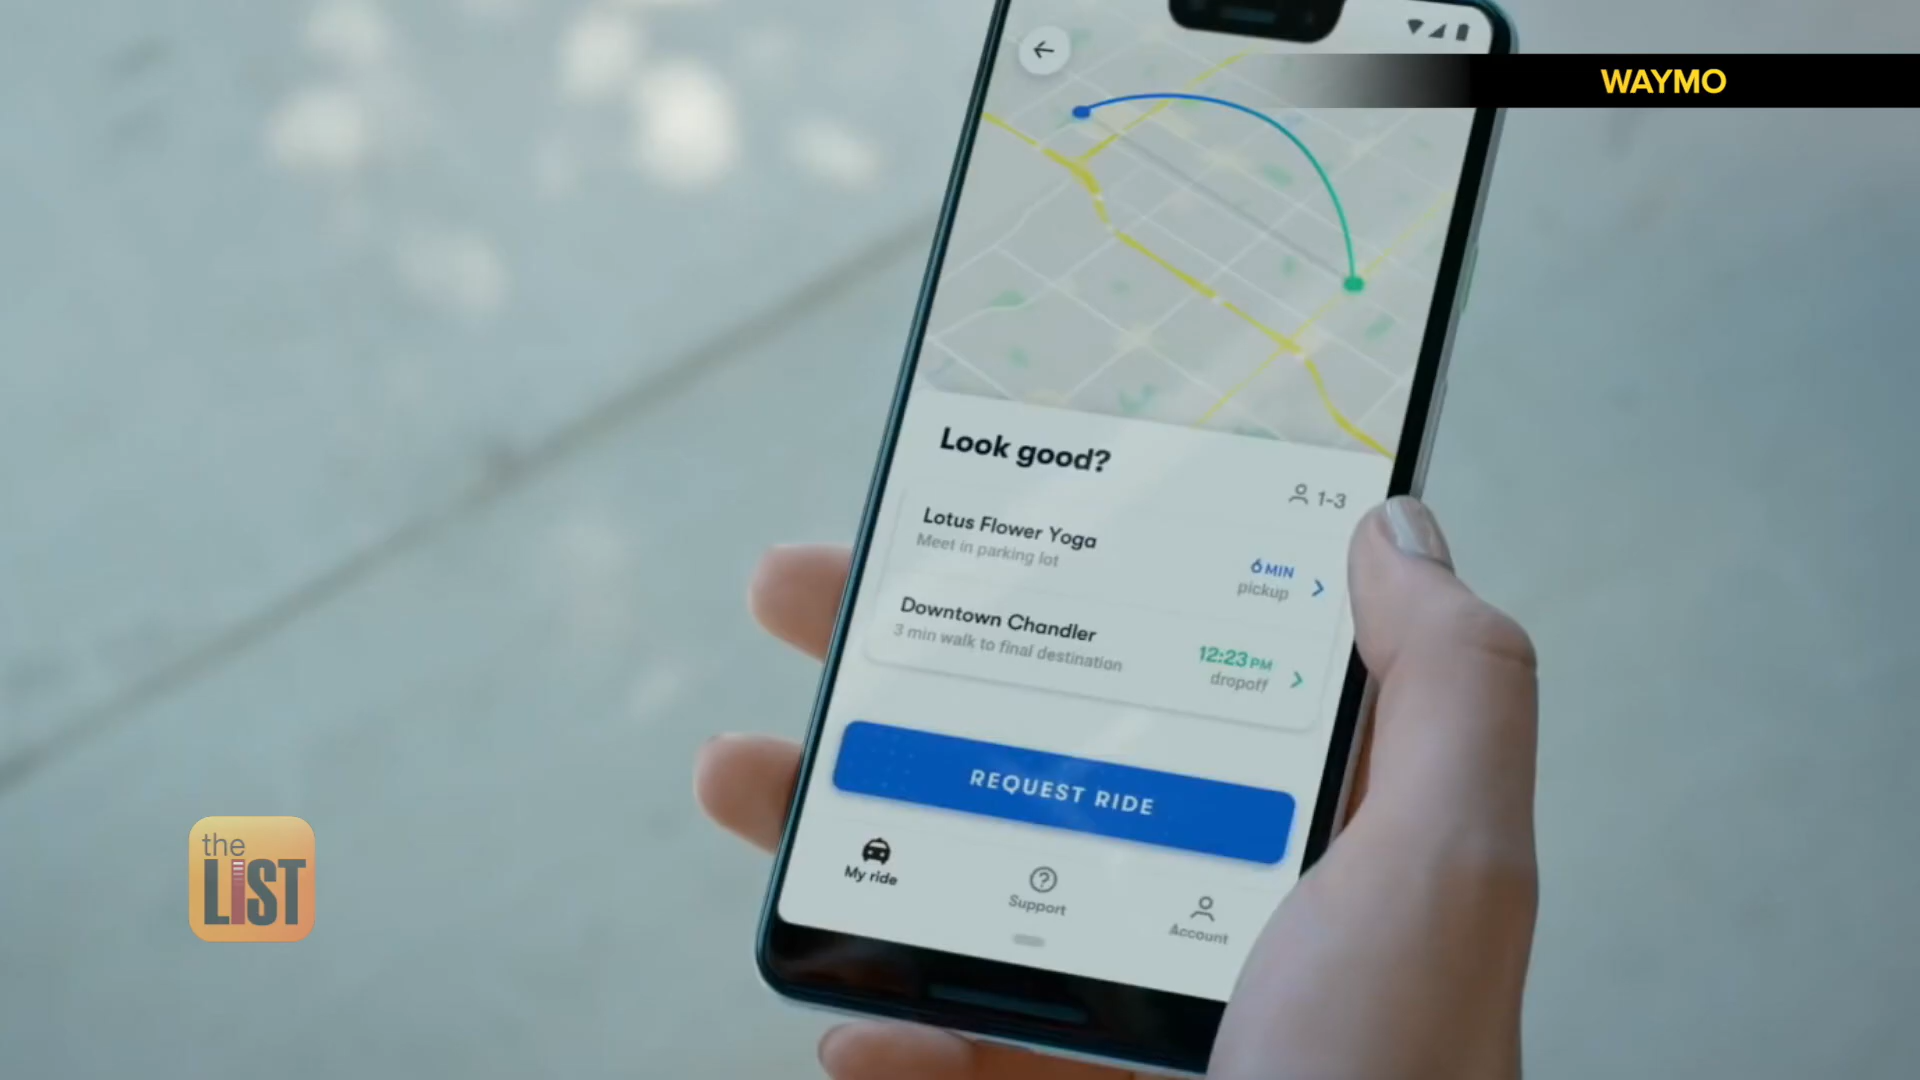 WAYMO
Look good?
1-3
Lotus Flower Yoga
Meet in parking lot
6 MIN
pickup
Downtown Chandler
3 min walk to final destination
12:23 PM
dropoff
REQUEST RIDE
My ride
Support
Account
the
LiST